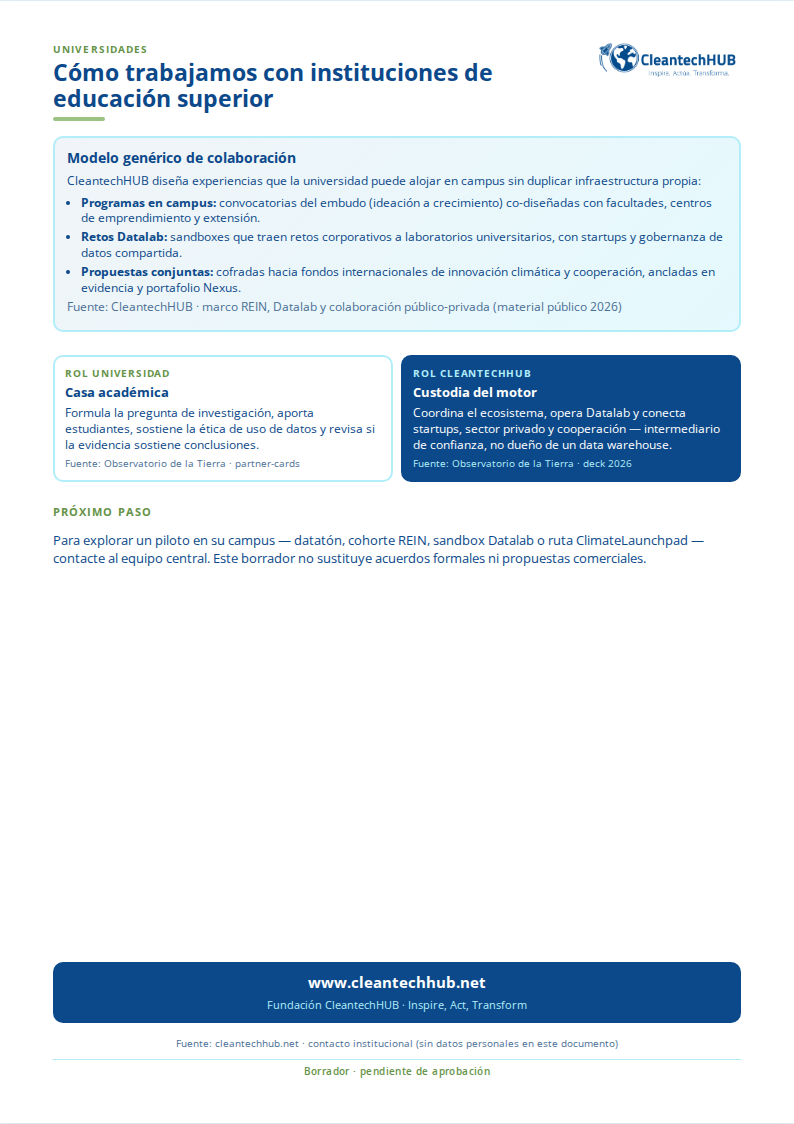 UNIVERSIDADES
Cómo trabajamos con instituciones de
educación superior
CleantechHUB
Inspire. Actúa. Transforma.
Modelo genérico de colaboración
CleantechHUB diseña experiencias que la universidad puede alojar en campus sin duplicar infraestructura propia:
• Programas en campus: convocatorias del embudo (ideación a crecimiento) co-diseñadas con facultades, centros
de emprendimiento y extensión.
• Retos Datalab: sandboxes que traen retos corporativos a laboratorios universitarios, con startups y gobernanza de
datos compartida.
• Propuestas conjuntas: cofradas hacia fondos internacionales de innovación climática y cooperación, ancladas en
evidencia y portafolio Nexus.
Fuente: CleantechHUB · marco REIN, Datalab y colaboración público-privada (material público 2026)
ROL UNIVERSIDAD
Casa académica
Formula la pregunta de investigación, aporta
estudiantes, sostiene la ética de uso de datos y revisa si
la evidencia sostiene conclusiones.
Fuente: Observatorio de la Tierra · partner-cards
ROL CLEANTECHHUB
Custodia del motor
Coordina el ecosistema, opera Datalab y conecta
startups, sector privado y cooperación — intermediario
de confianza, no dueño de un data warehouse.
Fuente: Observatorio de la Tierra · deck 2026
PRÓXIMO PASO
Para explorar un piloto en su campus — datatón, cohorte REIN, sandbox Datalab o ruta ClimateLaunchpad —
contacte al equipo central. Este borrador no sustituye acuerdos formales ni propuestas comerciales.
www.cleantechhub.net
Fundación CleantechHUB · Inspire, Act, Transform
Fuente: cleantechhub.net · contacto institucional (sin datos personales en este documento)
Borrador · pendiente de aprobación